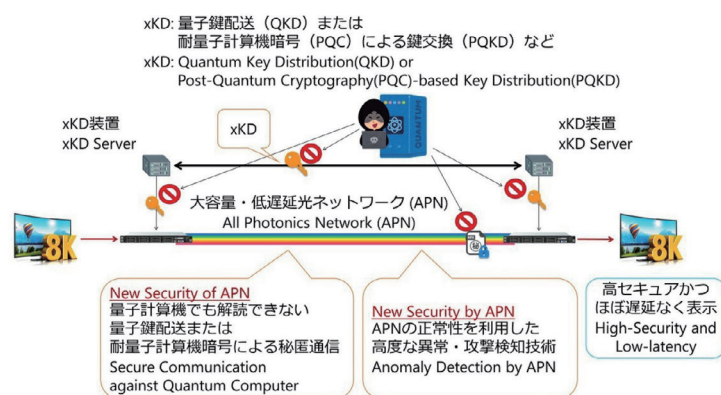 xKD: 量子鍵配送（QKD）または
耐量子計算機暗号（PQC）による鍵交換（PQKD）など
xKD: Quantum Key Distribution(QKD) or
Post-Quantum Cryptography(PQC)-based Key Distribution(PQKD)
xKD装置
xKD Server
xKD
QUANTUM
xKD装置
xKD Server
大容量・低遅延光ネットワーク (APN)
All Photonics Network (APN)
8K
秘
8K
New Security of APN
量子計算機でも解読できない
量子鍵配送または
耐量子計算機暗号による秘匿通信
Secure Communication
against Quantum Computer
New Security by APN
APNの正常性を利用した
高度な異常・攻撃検知技術
Anomaly Detection by APN
高セキュアかつ
ほぼ遅延なく表示
High-Security and
Low-latency